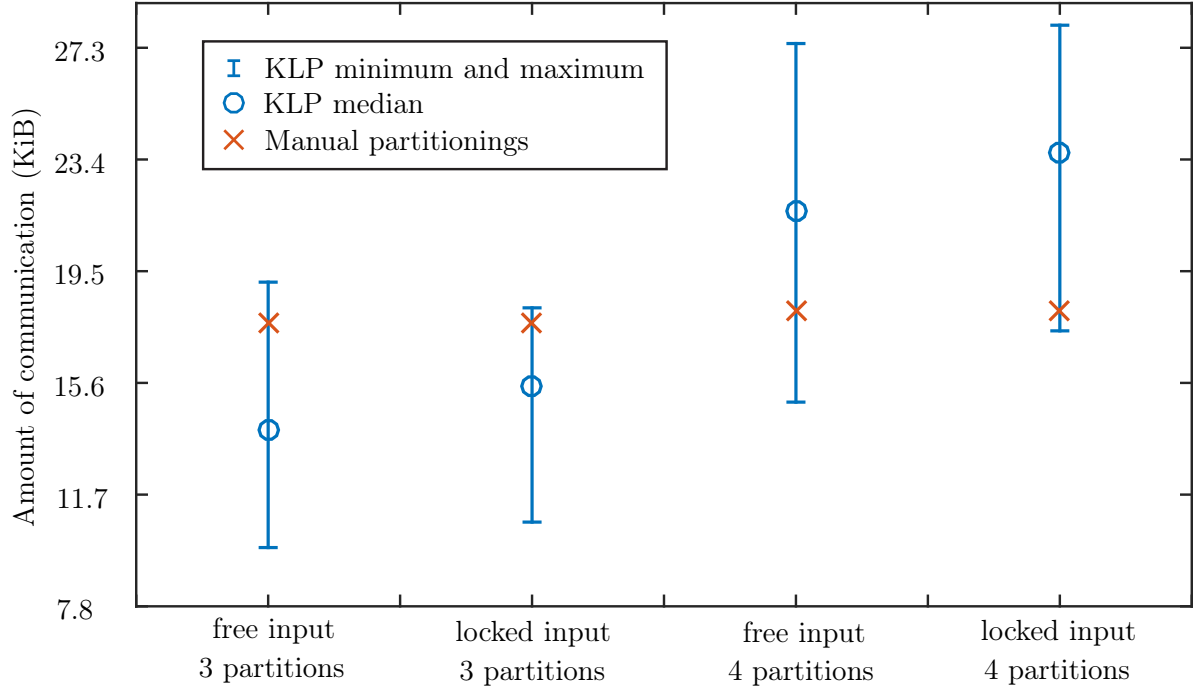 Amount of communication (KiB)
27.3
23.4
19.5
15.6
11.7
7.8
KLP minimum and maximum
KLP median
Manual partitionings
free input
3 partitions
locked input
3 partitions
free input
4 partitions
locked input
4 partitions